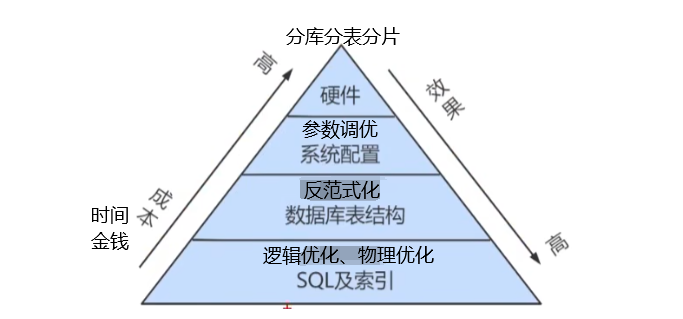 分库分表分片
高
硬件
效果
参数调优
系统配置
成本
时间
金钱
反范式化
数据库表结构
高
逻辑优化、物理优化
SQL及索引